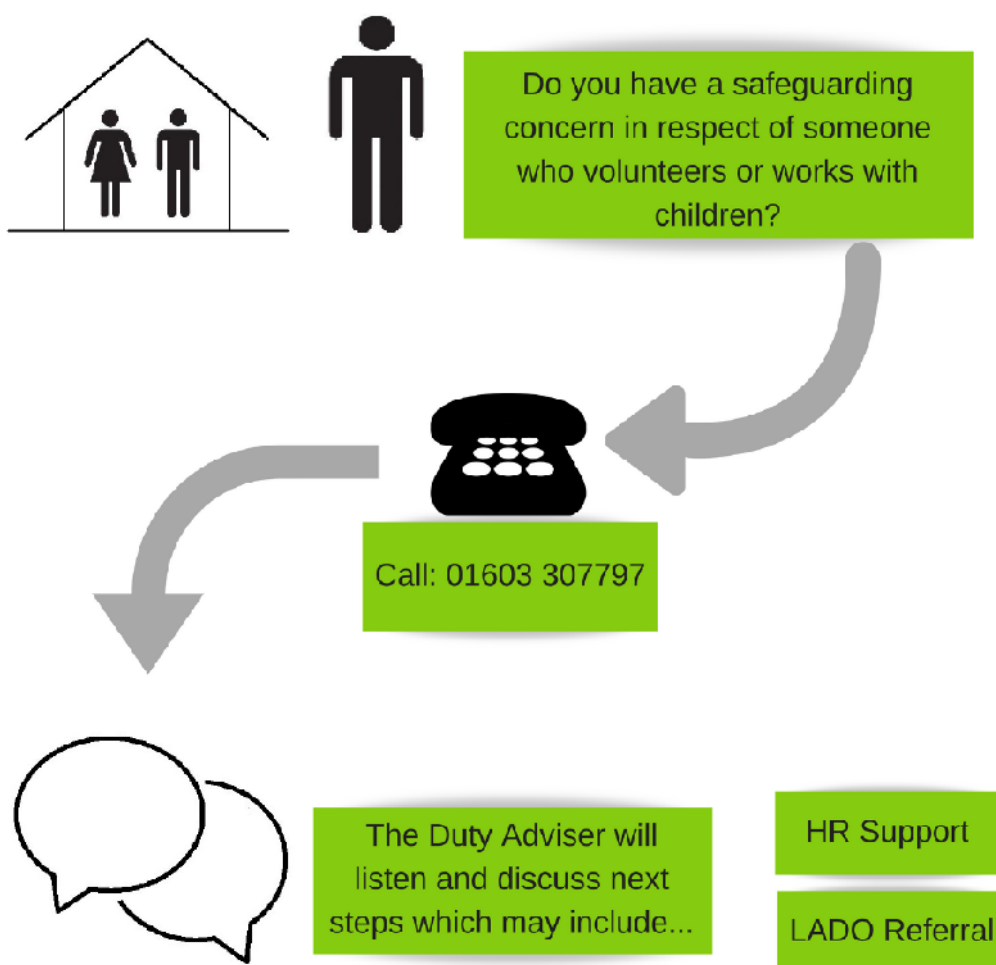 Do you have a safeguarding
concern in respect of someone
who volunteers or works with
children?
Call: 01603 307797
The Duty Adviser will
listen and discuss next
steps which may include...
HR Support
LADO Referral